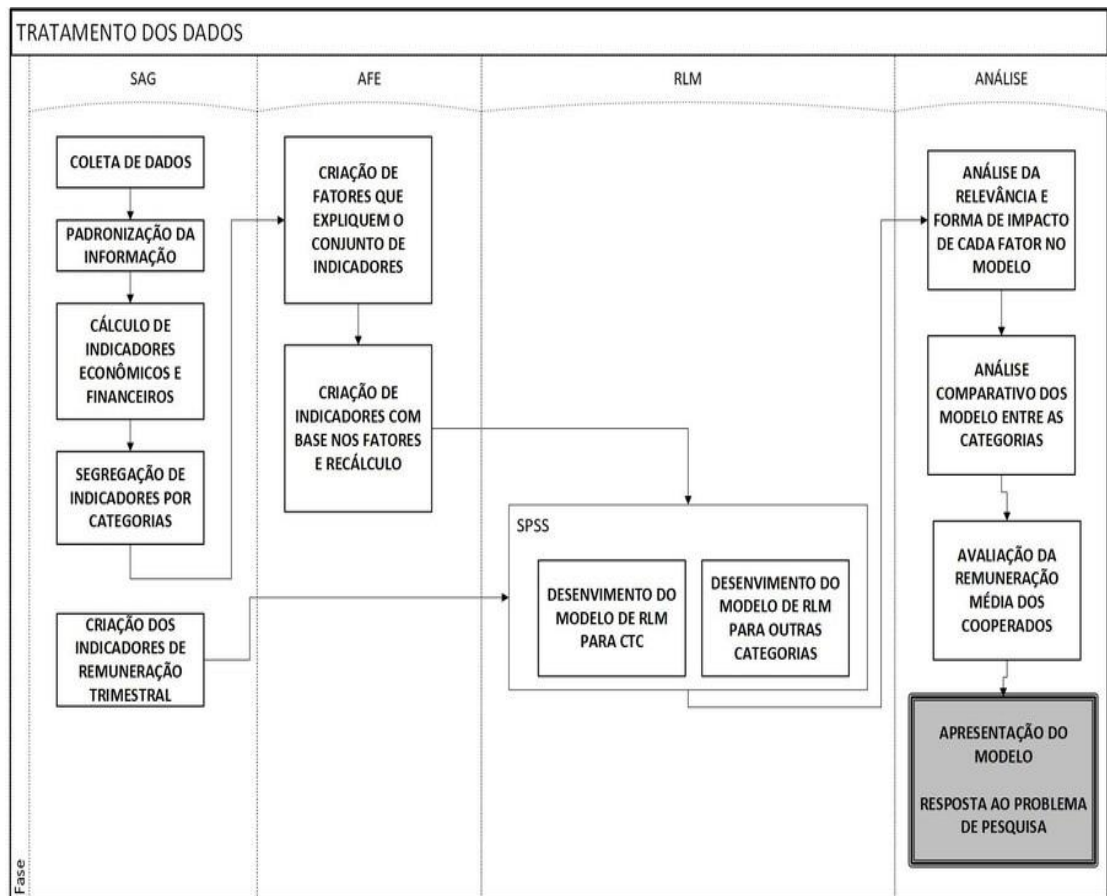 TRATAMENTO DOS DADOS
SAG
AFE
RLM
ANÁLISE
COLETA DE DADOS
PADRONIZAÇÃO DA
INFORMAÇÃO
CÁLCULO DE
INDICADORES
ECONÔMICOS E
FINANCEIROS
SEGREGAÇÃO DE
INDICADORES POR
CATEGORIAS
CRIAÇÃO DOS
INDICADORES DE
REMUNERAÇÃO
TRIMESTRAL
CRIAÇÃO DE
FATORES QUE
EXPLIQUEM O
CONJUNTO DE
INDICADORES
CRIAÇÃO DE
INDICADORES COM
BASE NOS FATORES
E RECÁLCULO
SPSS
DESENVIMENTO DO
MODELO DE RLM
PARA CTC
DESENVIMENTO DO
MODELO DE RLM
PARA OUTRAS
CATEGORIAS
ANÁLISE DA
RELEVÂNCIA E
FORMA DE IMPACTO
DE CADA FATOR NO
MODELO
ANÁLISE
COMPARATIVO DOS
MODELO ENTRE AS
CATEGORIAS
AVALIAÇÃO DA
REMUNERAÇÃO
MÉDIA DOS
COOPERADOS
APRESENTAÇÃO DO
MODELO
RESPOSTA AO PROBLEMA
DE PESQUISA
Fase